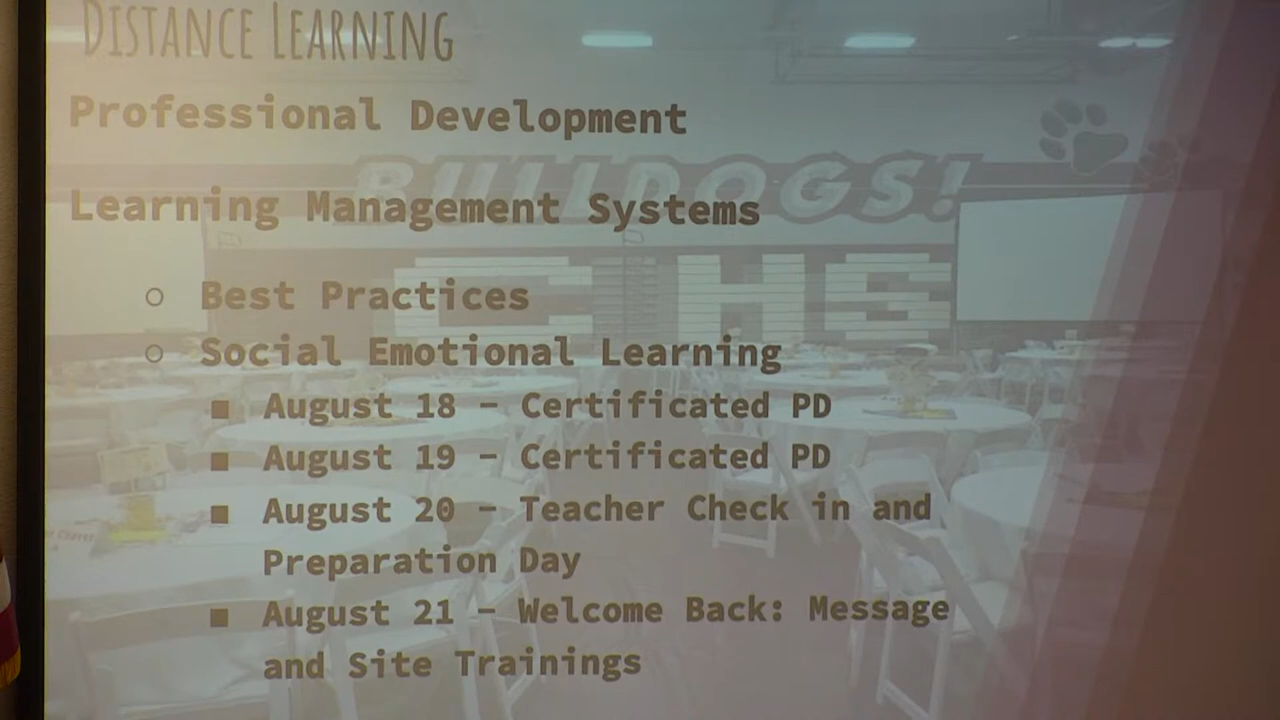 Distance Learning
Professional Development
BULLDOGS!
Learning Management Systems
CHS
○ Best Practices
○ Social Emotional Learning
■ August 18 – Certificated PD
■ August 19 – Certificated PD
■ August 20 – Teacher Check in and
Preparation Day
■ August 21 – Welcome Back: Message
and Site Trainings